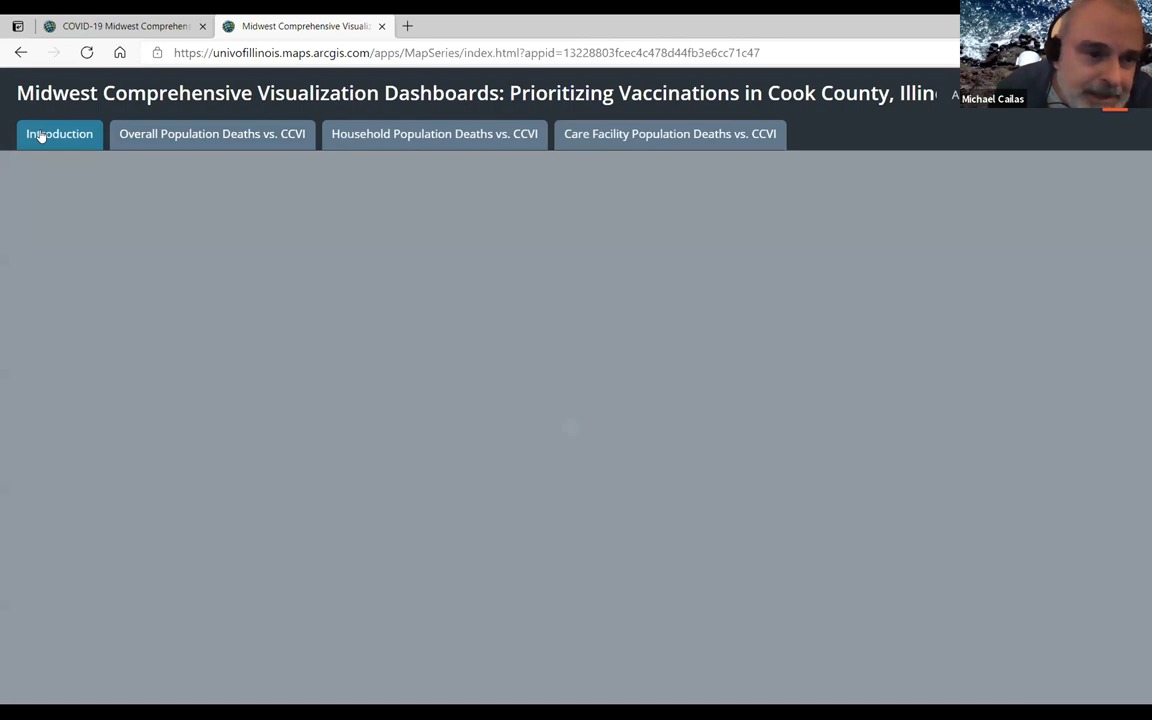 COVID-19 Midwest Comprehen
Midwest Comprehensive Visualiz
https://univofillinois.maps.arcgis.com/apps/MapSeries/index.html?appid=13228803fcec4c478d44fb3e6cc71c47
Midwest Comprehensive Visualization Dashboards: Prioritizing Vaccinations in Cook County, Illin
A
Michael Cailas
Introduction
Overall Population Deaths vs. CCVI
Household Population Deaths vs. CCVI
Care Facility Population Deaths vs. CCVI